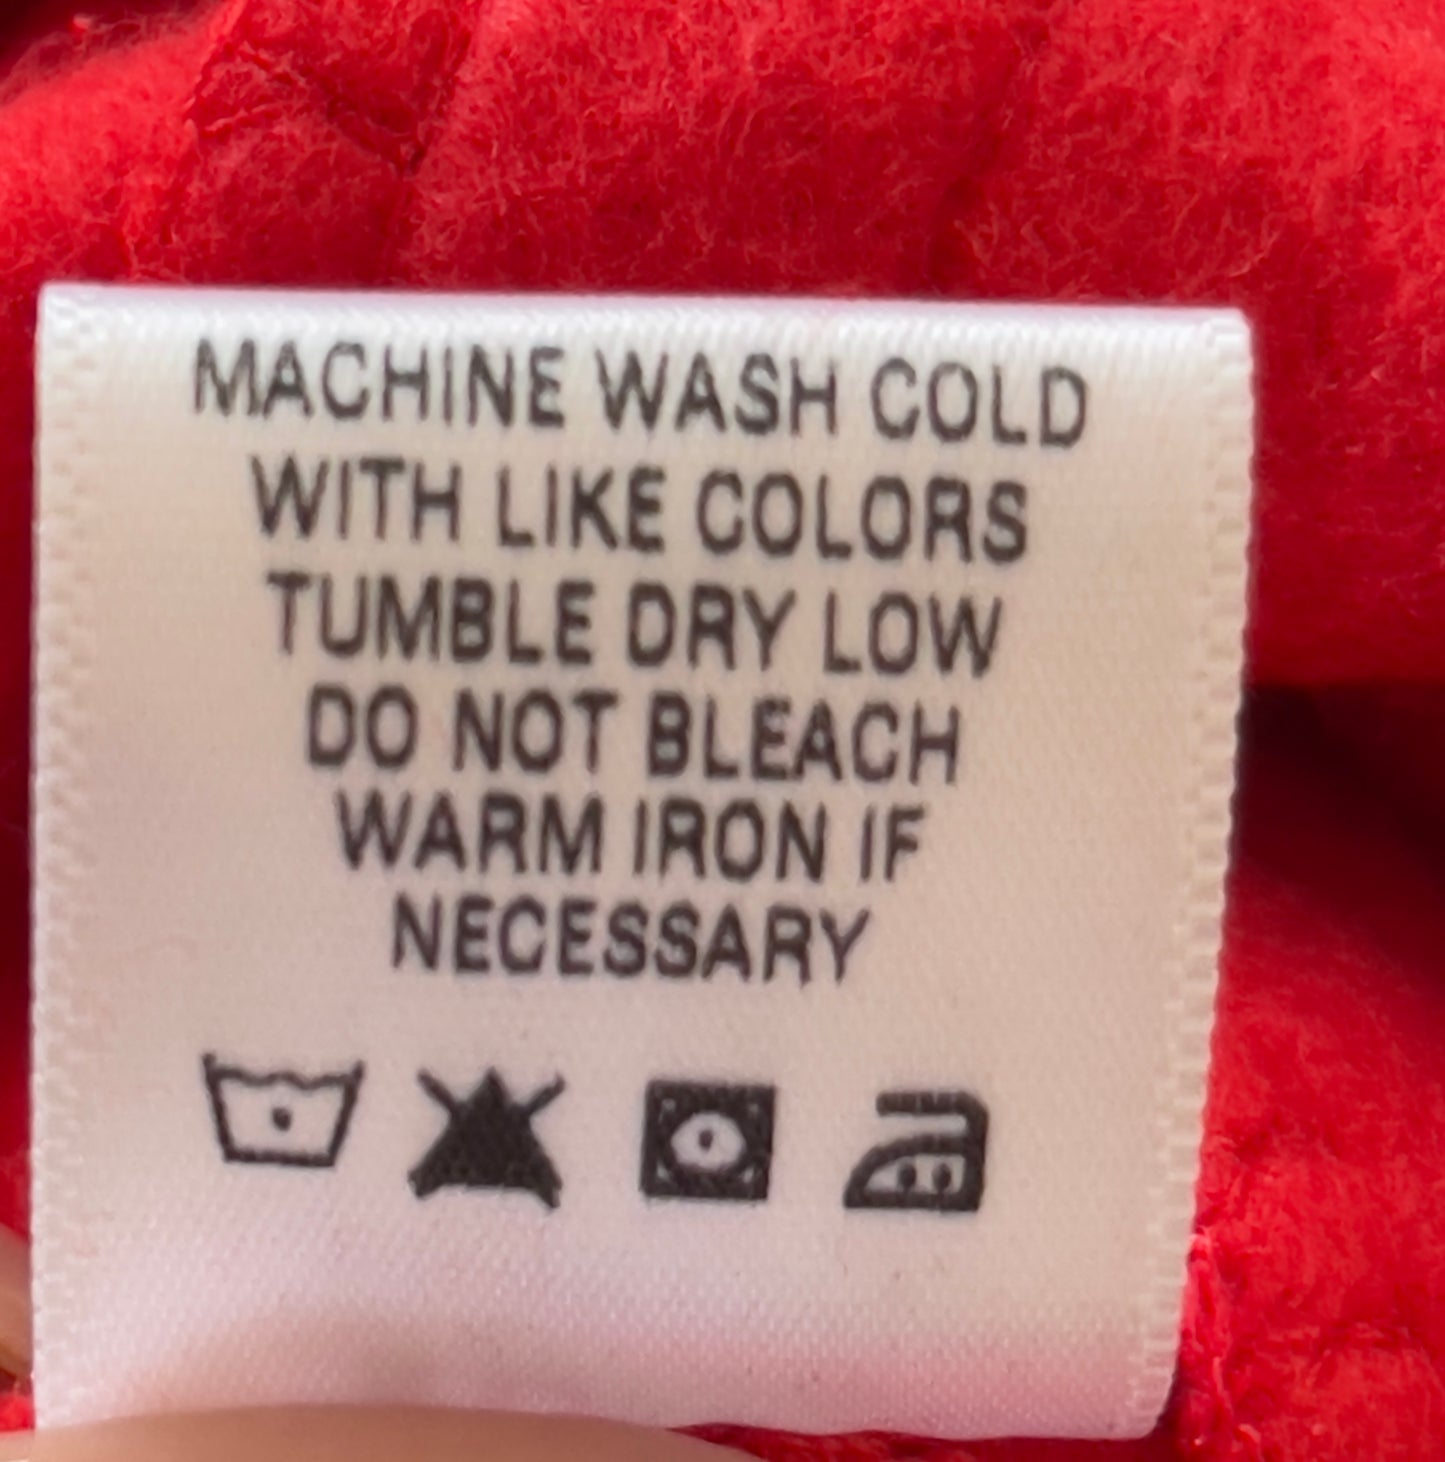 MACHINE WASH COLD
WITH LIKE COLORS
TUMBLE DRY LOW
DO NOT BLEACH
WARM IRON IF
NECESSARY